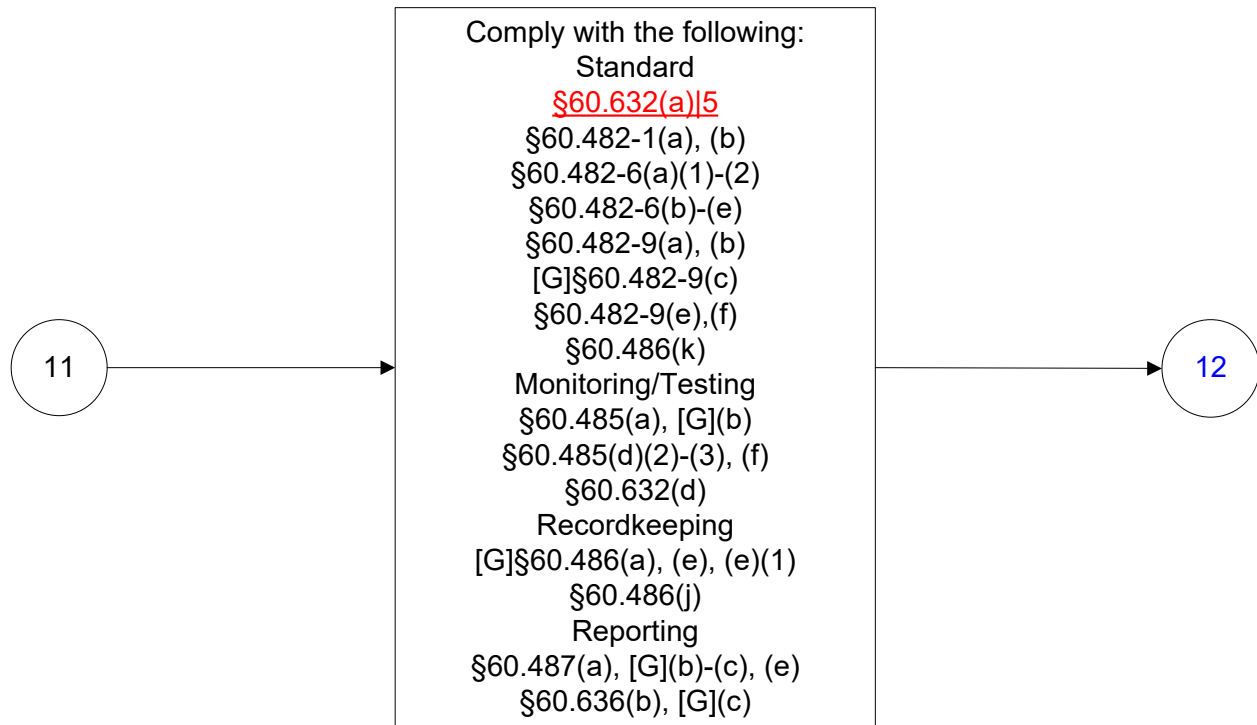 Comply with the following:
Standard
§60.632(a)|5
§60.482-1(a), (b)
§60.482-6(a)(1)-(2)
§60.482-6(b)-(e)
§60.482-9(a), (b)
[G]§60.482-9(c)
§60.482-9(e),(f)
§60.486(k)
11
12
Monitoring/Testing
§60.485(a), [G](b)
§60.485(d)(2)-(3), (f)
§60.632(d)
Recordkeeping
[G]§60.486(a), (e), (e)(1)
§60.486(j)
Reporting
§60.487(a), [G](b)-(c), (e)
§60.636(b), [G](c)